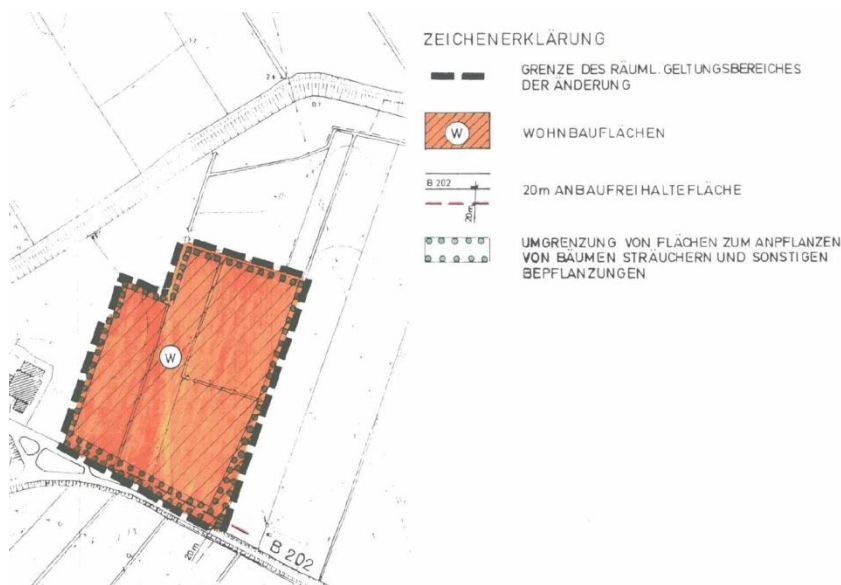 ZEICHENERKLÄRUNG
GRENZE DES RÄUML. GELTUNGSBEREICHES
DER ÄNDERUNG
W
WOHNBAUFLÄCHEN
B 202
20m
20m ANBAUFREIHALTEFLÄCHE
UMGRENZUNG VON FLÄCHEN ZUM ANPFLANZEN
VON BÄUMEN STRÄUCHERN UND SONSTIGEN
BEPFLANZUNGEN
W
20m
B 202